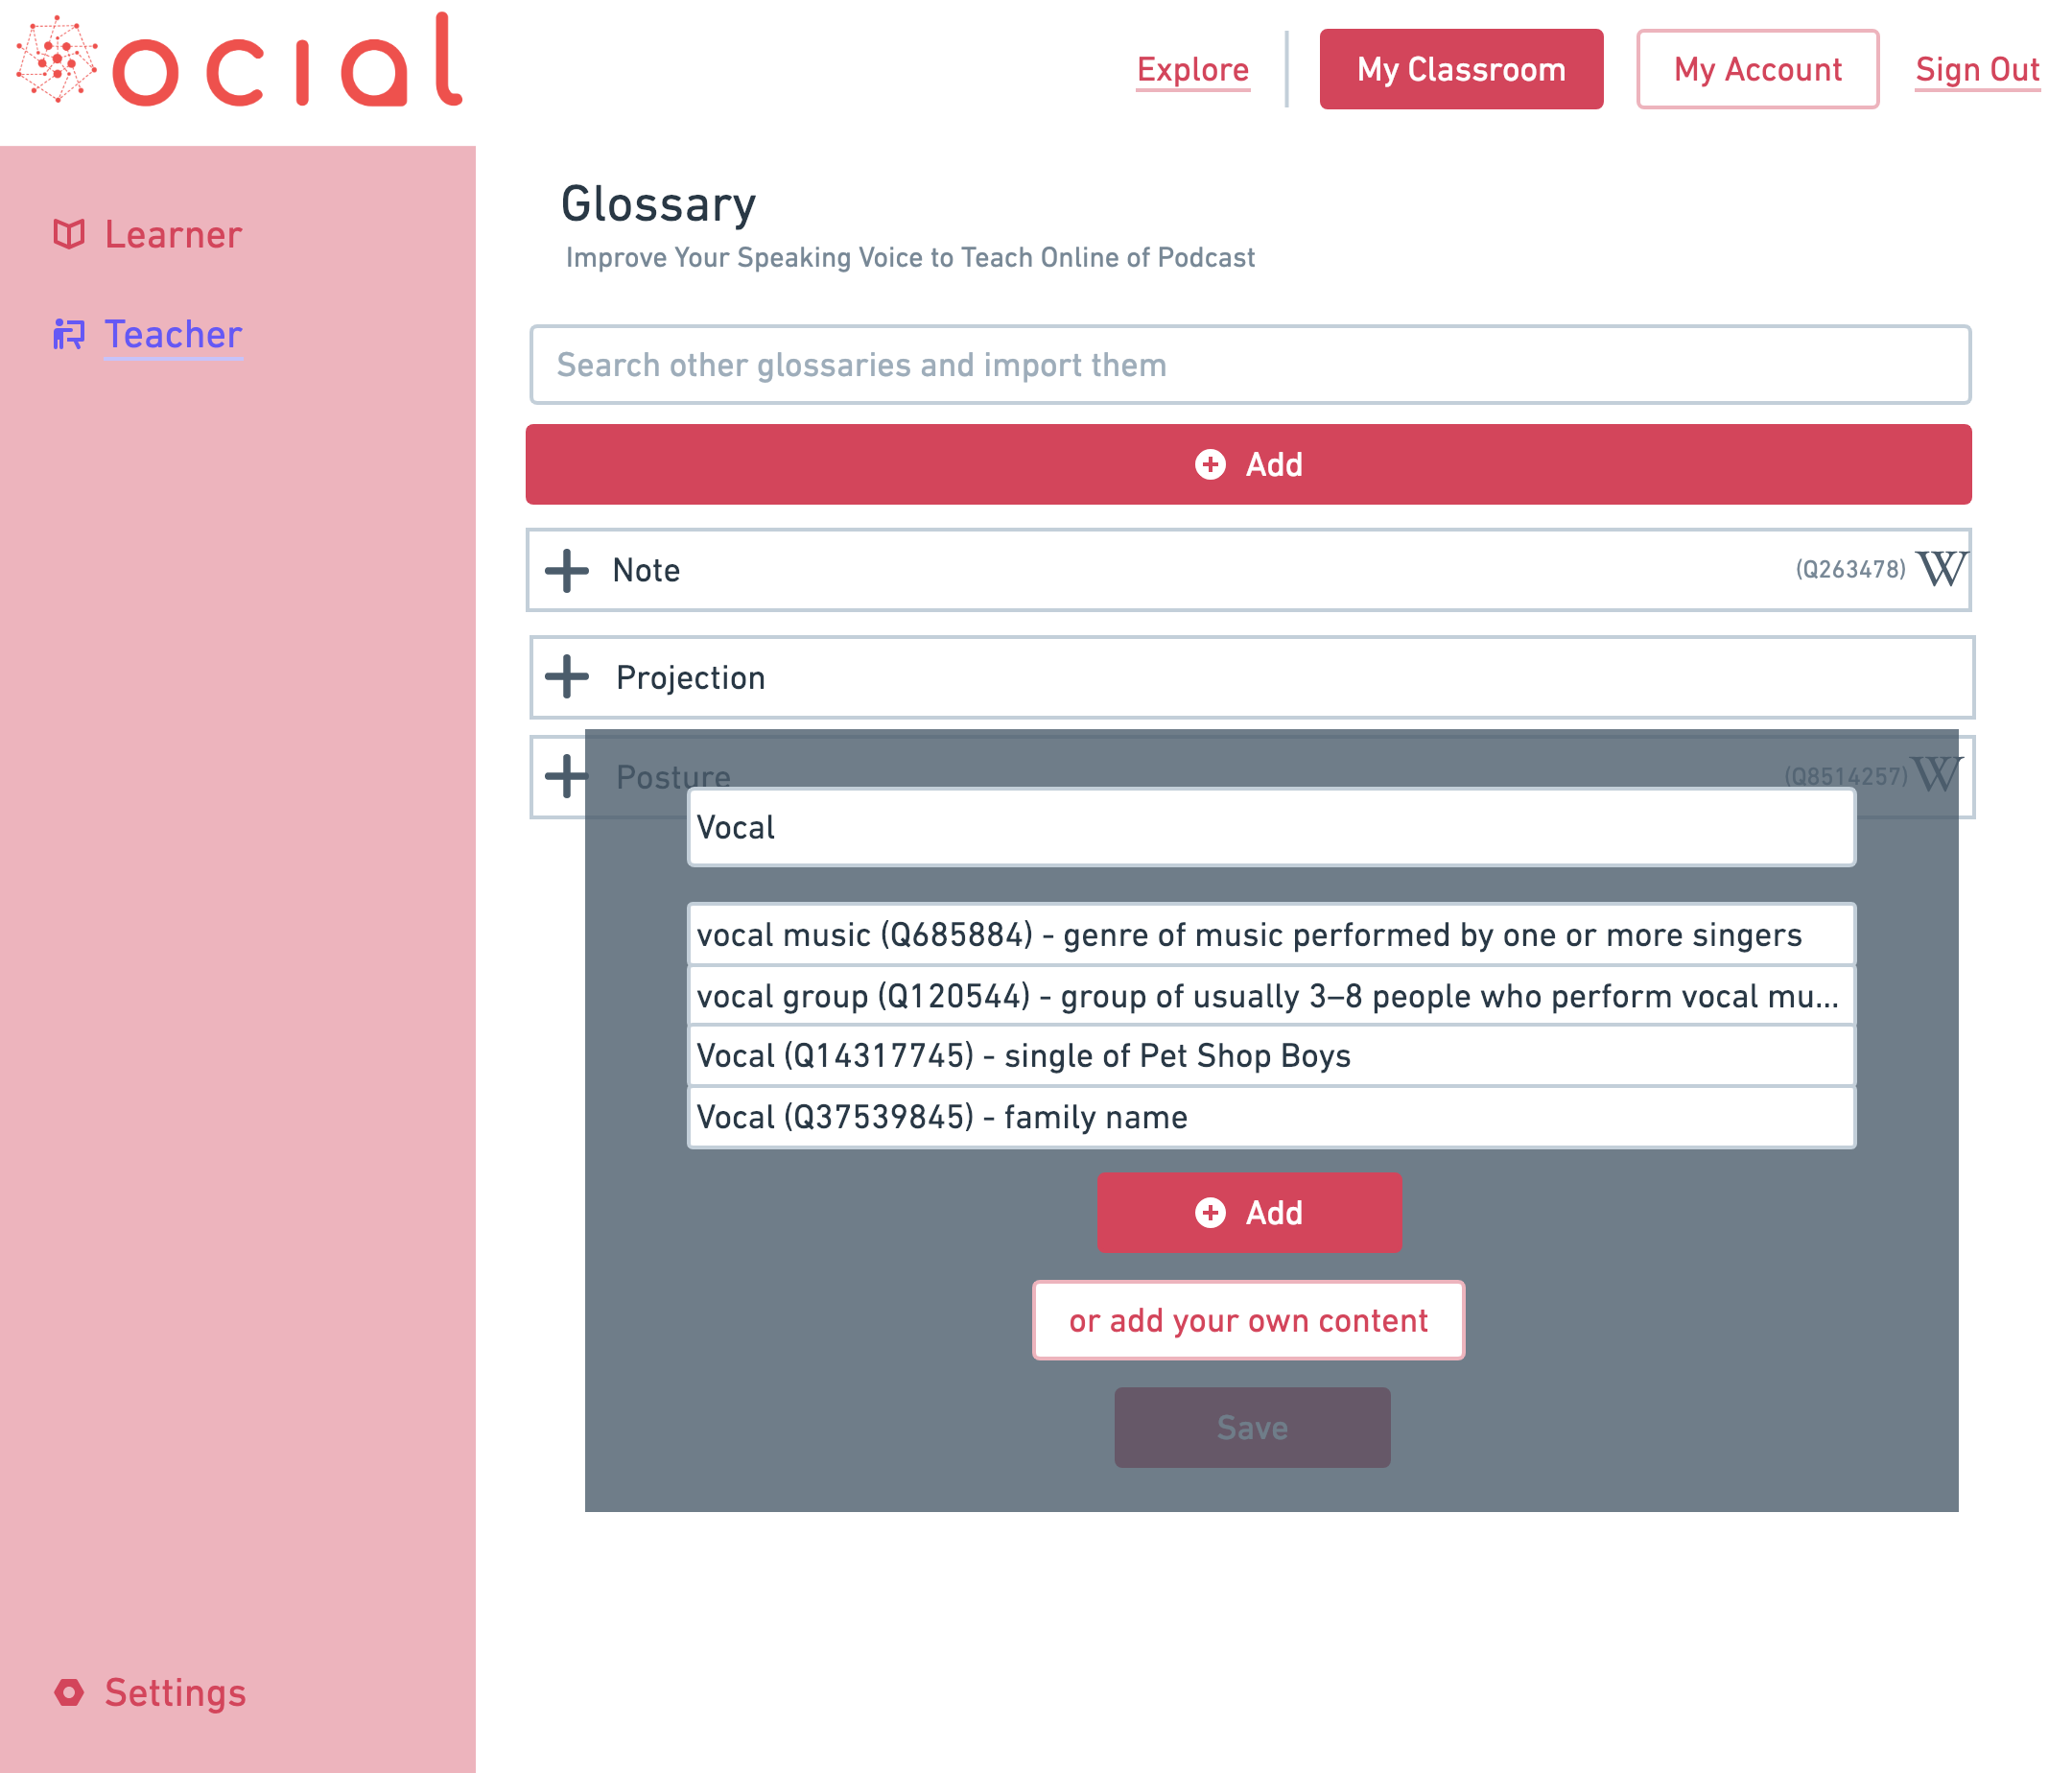 ocial
Explore
My Classroom
My Account
Sign Out
Learner
Teacher
Settings
Glossary
Improve Your Speaking Voice to Teach Online of Podcast
Search other glossaries and import them
Add
Note (Q263478) W
Projection
Posture (Q8514257) W
Vocal
vocal music (Q685884) - genre of music performed by one or more singers
vocal group (Q120544) - group of usually 3–8 people who perform vocal mu...
Vocal (Q14317745) - single of Pet Shop Boys
Vocal (Q37539845) - family name
Add
or add your own content
Save